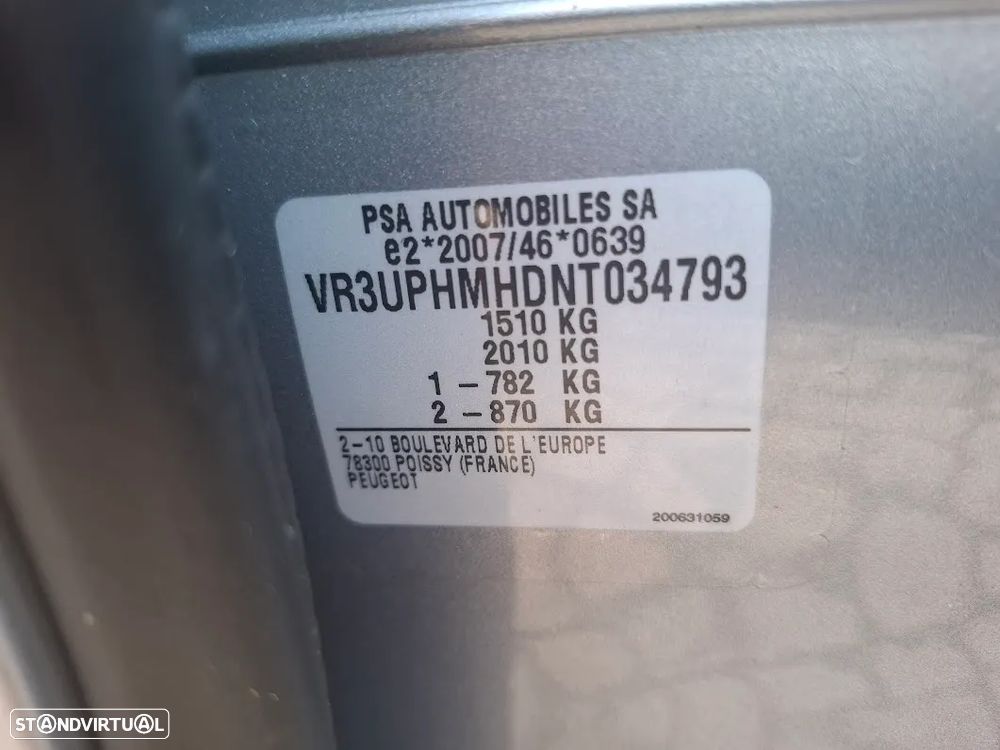 PSA AUTOMOBILES SA
e2*2007/46*0639
VR3UPHMHDNT034793
1510 KG
2010 KG
1 – 782 KG
2 – 870 KG
2–10 BOULEVARD DE L'EUROPE
78300 POISSY (FRANCE)
PEUGEOT
200631059
STANDVIRTUAL